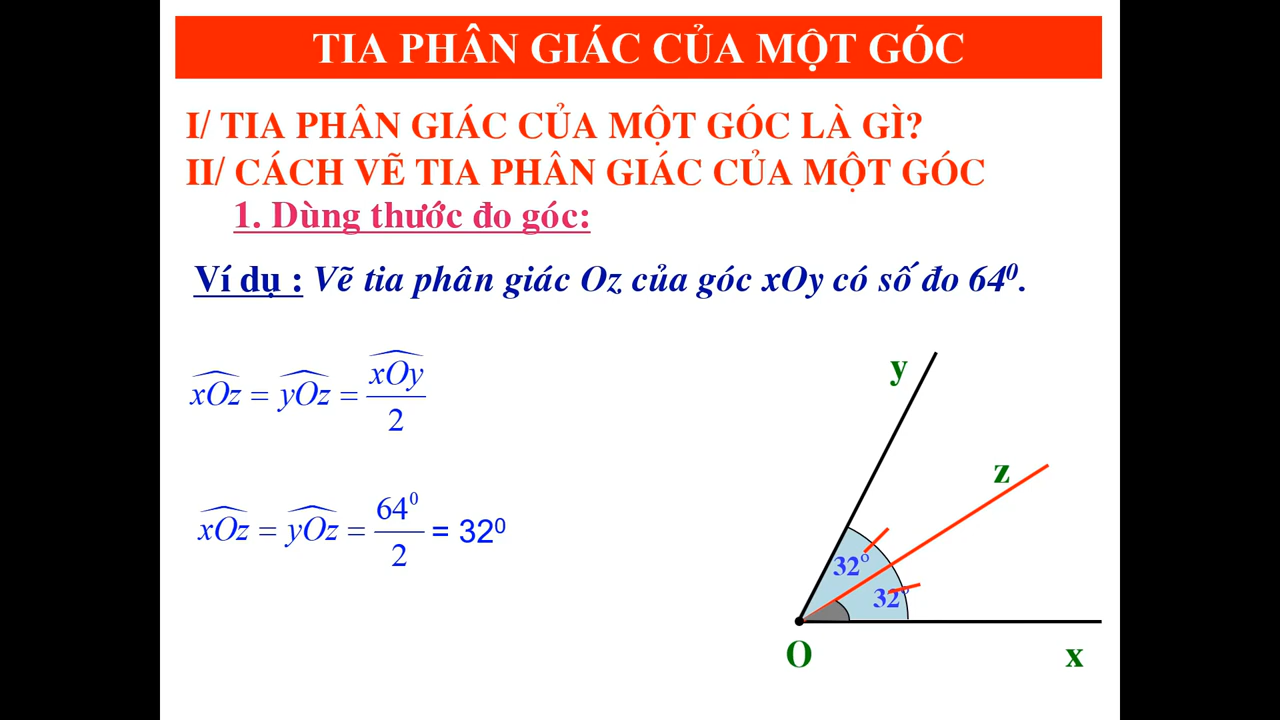 TIA PHÂN GIÁC CỦA MỘT GÓC
I/ TIA PHÂN GIÁC CỦA MỘT GÓC LÀ GÌ?
II/ CÁCH VẼ TIA PHÂN GIÁC CỦA MỘT GÓC
1. Dùng thước đo góc:
Ví dụ : Vẽ tia phân giác Oz của góc xOy có số đo 64⁰.
xOz = yOz = xOy / 2
xOz = yOz = 64⁰ / 2 = 32⁰
y
z
32°
32°
O
x